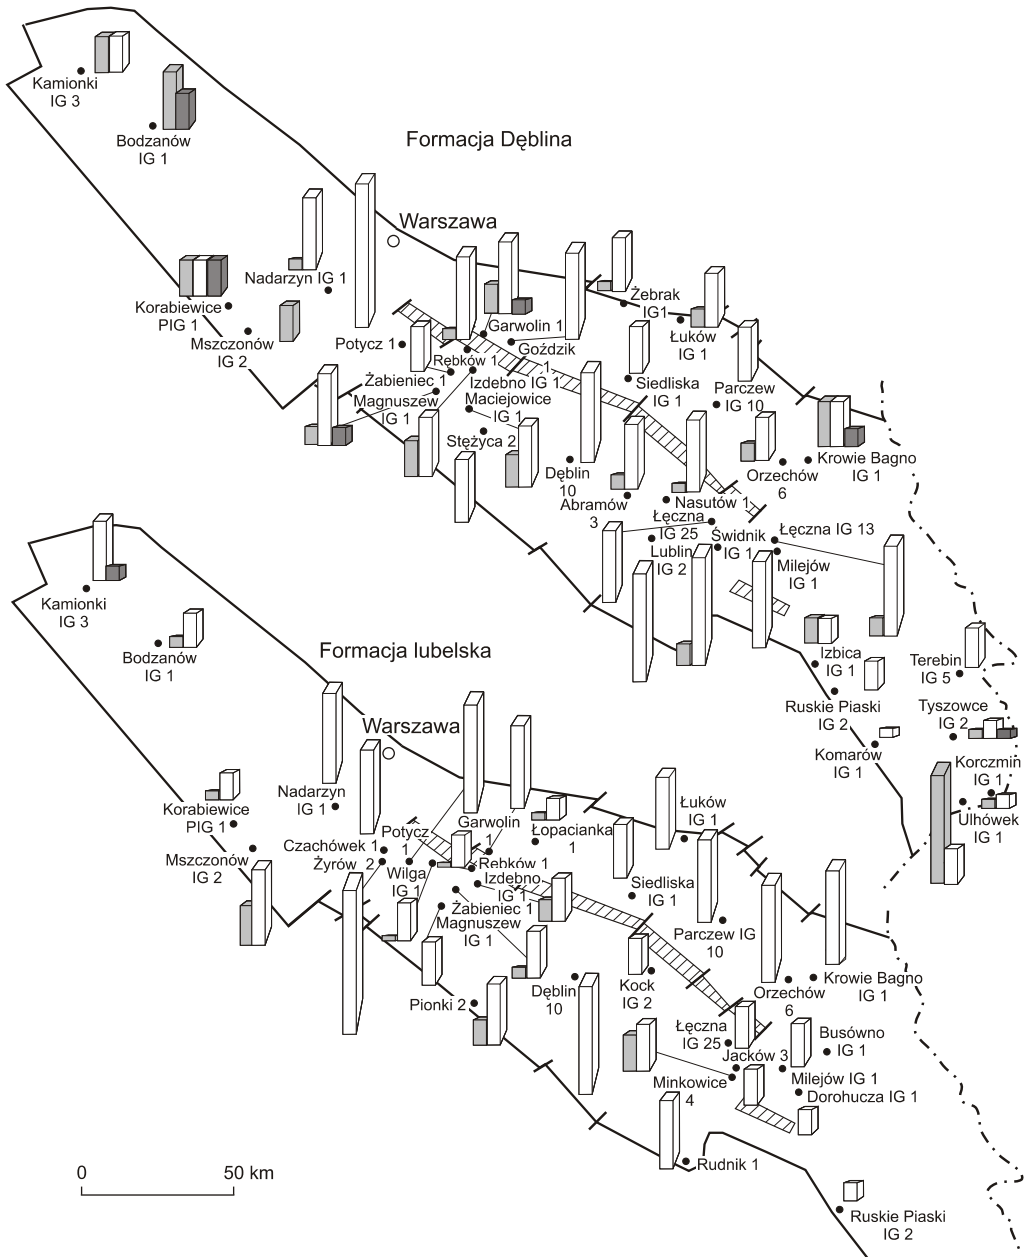 Kamionki
IG 3
Bodzanów
IG 1
Formacja Dęblina
Warszawa
Nadarzyn IG 1
Korabiewice
PIG 1
Mszczonów
IG 2
Potycz 1
Garwolin 1
Goździk
1
Rębków 1
Żebrak
IG1
Łuków
IG 1
Żabieniec 1
Izdebno IG 1
Magnuszew
IG 1
Maciejowice
IG 1
Siedliska
IG 1
Parczew
IG 10
Stężyca 2
Dęblin
10
Abramów
3
Nasutów 1
Orzechów
6
Krowie Bagno
IG 1
Łęczna
IG 25
Świdnik
IG 1
Łęczna IG 13
Lublin
IG 2
Milejów
IG 1
Izbica
IG 1
Terebin
IG 5
Ruskie Piaski
IG 2
Tyszowce
IG 2
Komarów
IG 1
Korczmin
IG 1
Ulhówek
IG 1
Kamionki
IG 3
Bodzanów
IG 1
Formacja lubelska
Warszawa
Nadarzyn
IG 1
Korabiewice
PIG 1
Mszczonów
IG 2
Czachówek 1
Żyrów 2
Potycz
1
Wilga
IG 1
Garwolin
1
Łopacianka
1
Łuków
IG 1
Rębków 1
Izdebno
IG 1
Żabieniec 1
Magnuszew
IG 1
Siedliska
IG 1
Parczew IG
10
Pionki 2
Dęblin
10
Kock
IG 2
Orzechów
6
Krowie Bagno
IG 1
Łęczna
IG 25
Busówno
IG 1
Jacków 3
Minkowice
4
Milejów IG 1
Dorohucza IG 1
Rudnik 1
Ruskie Piaski
IG 2
0 50 km